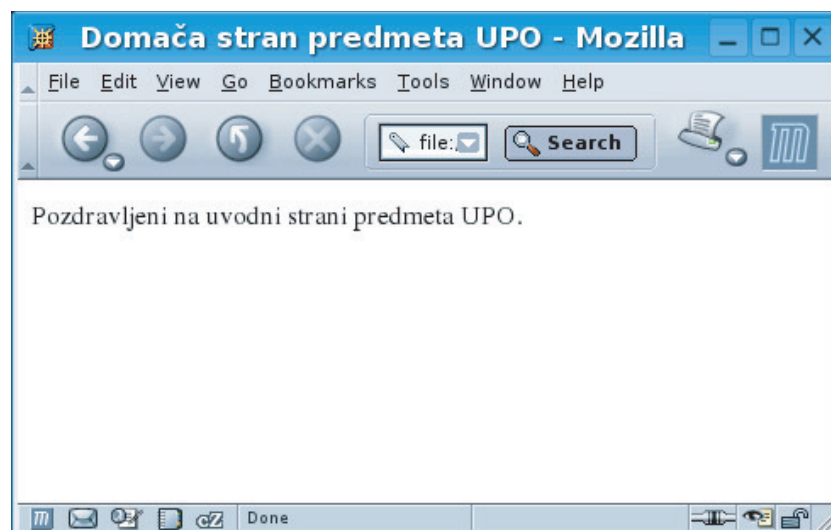 Domača stran predmeta UPO - Mozilla
File Edit View Go Bookmarks Tools Window Help
file: Search
Pozdravljeni na uvodni strani predmeta UPO.
Done